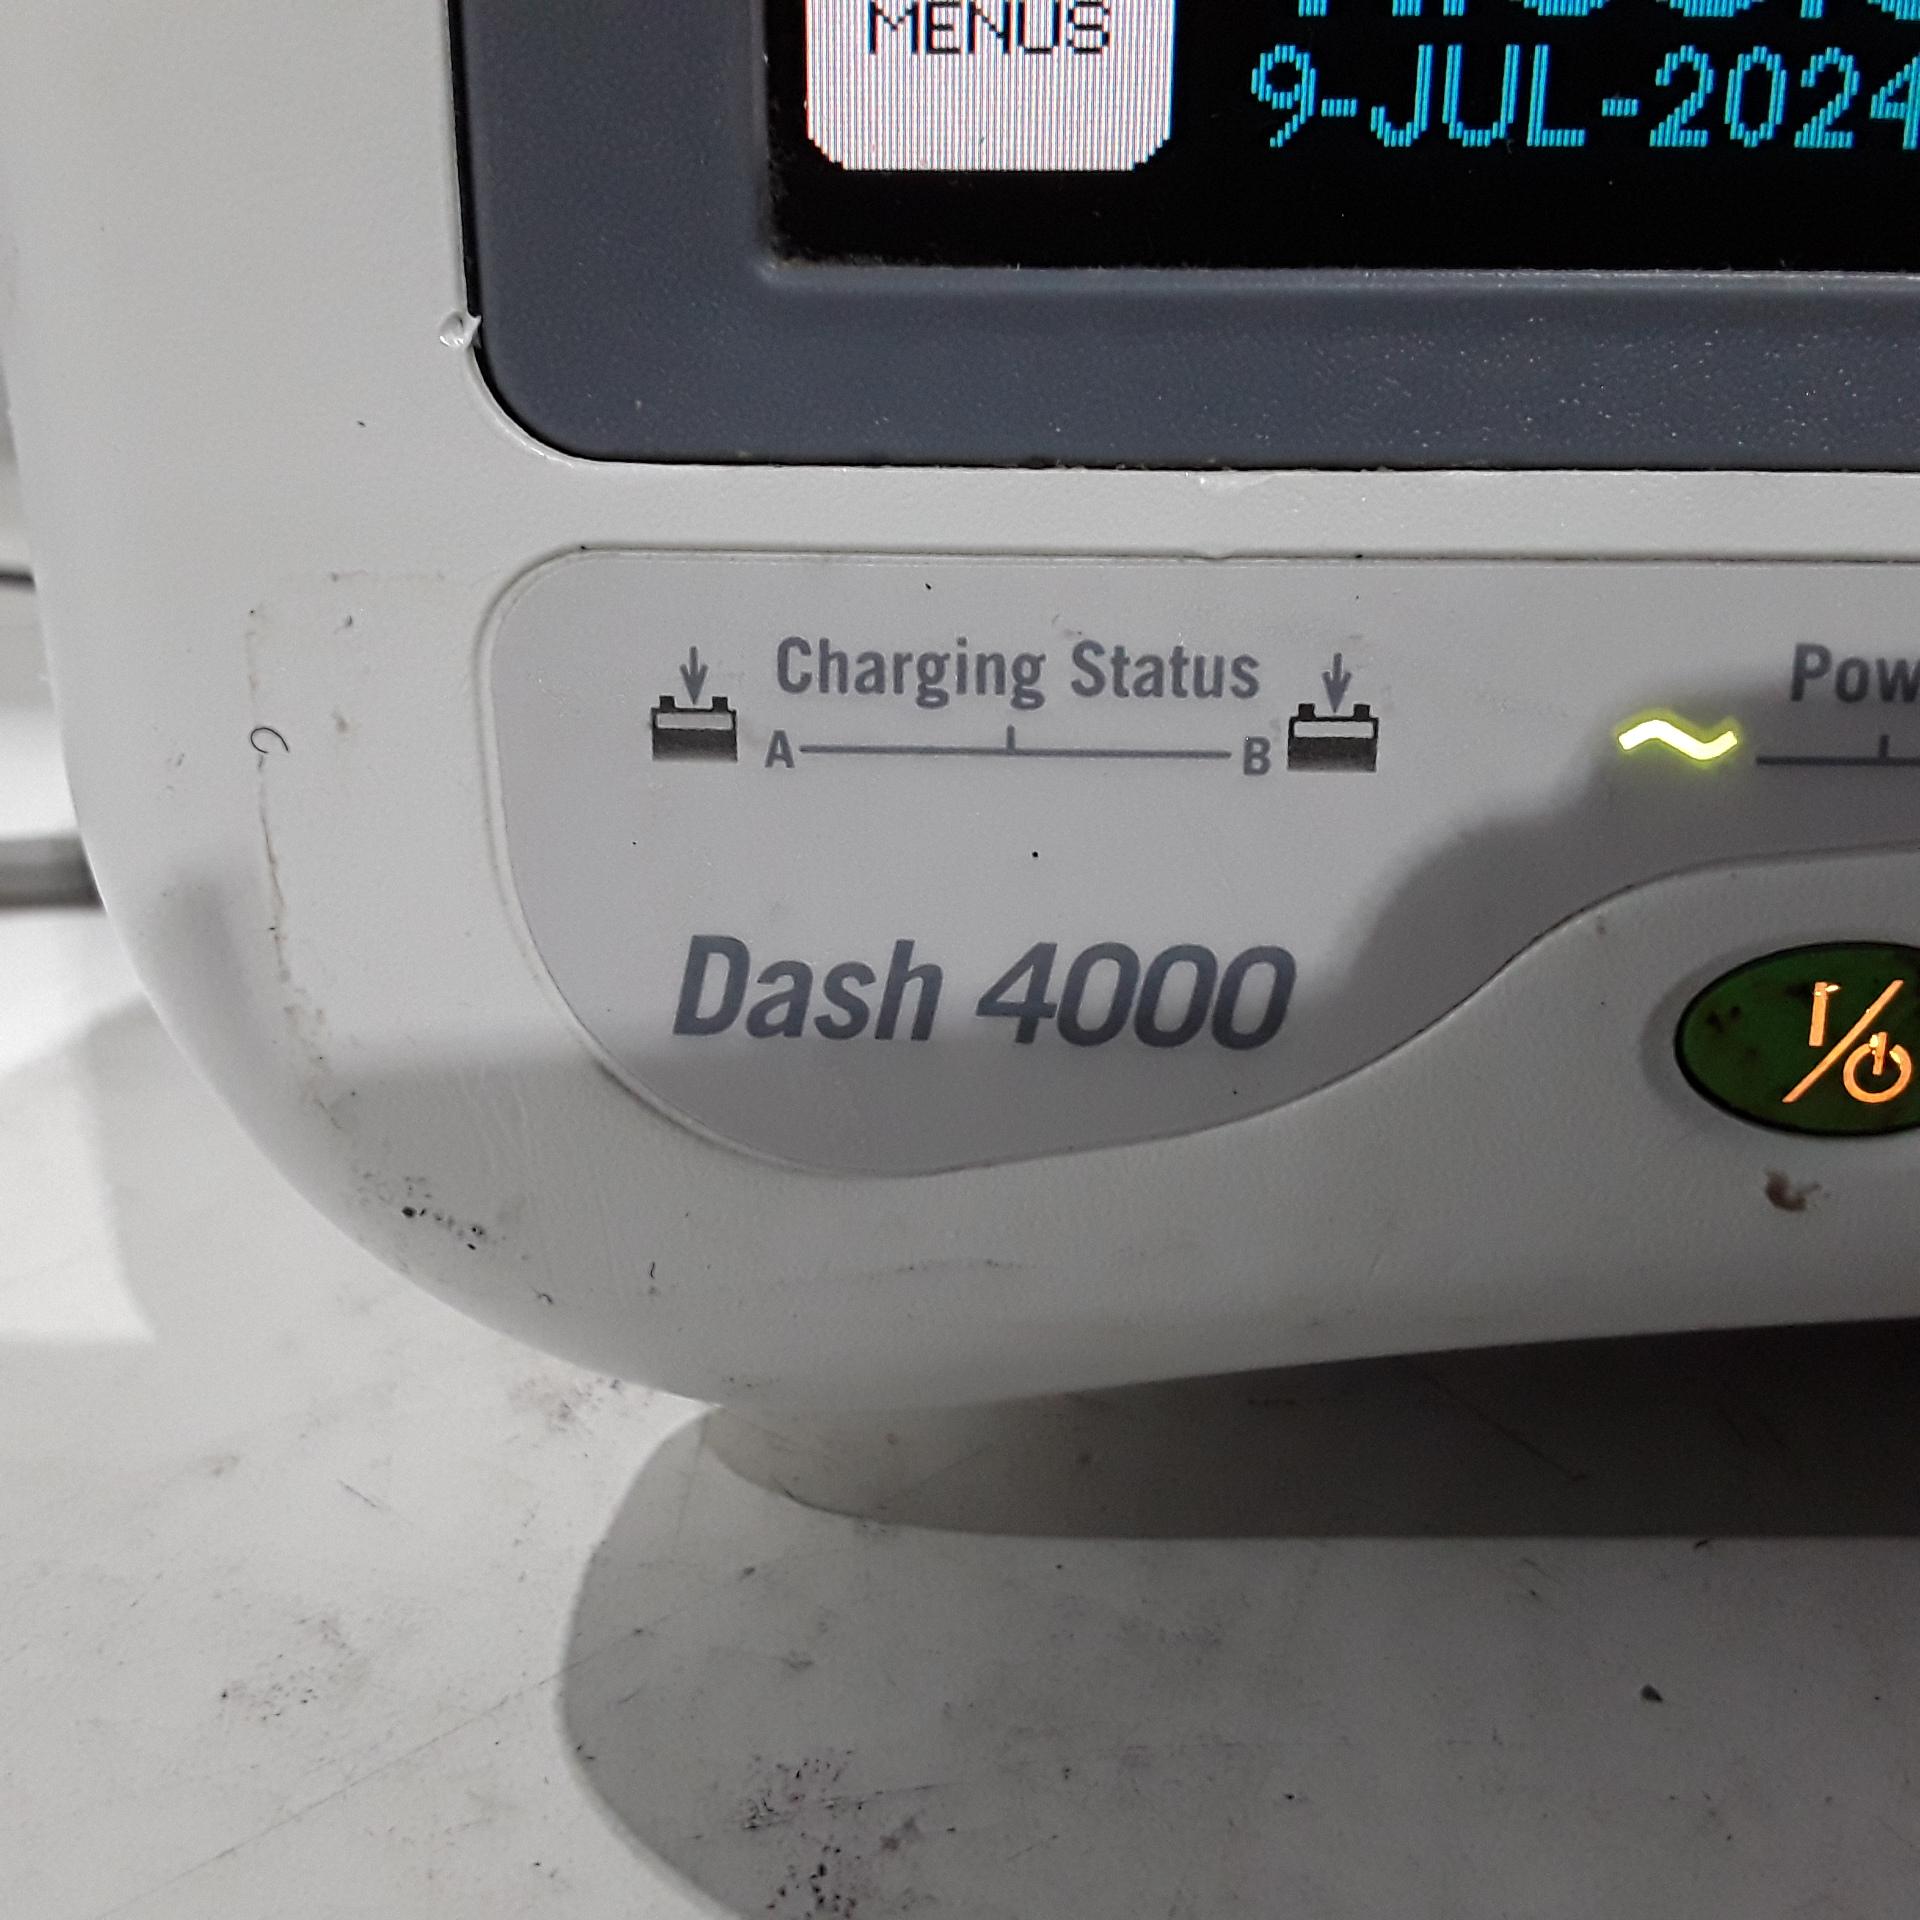 MENUS
9-JUL-2024
Charging Status
A B
Dash 4000